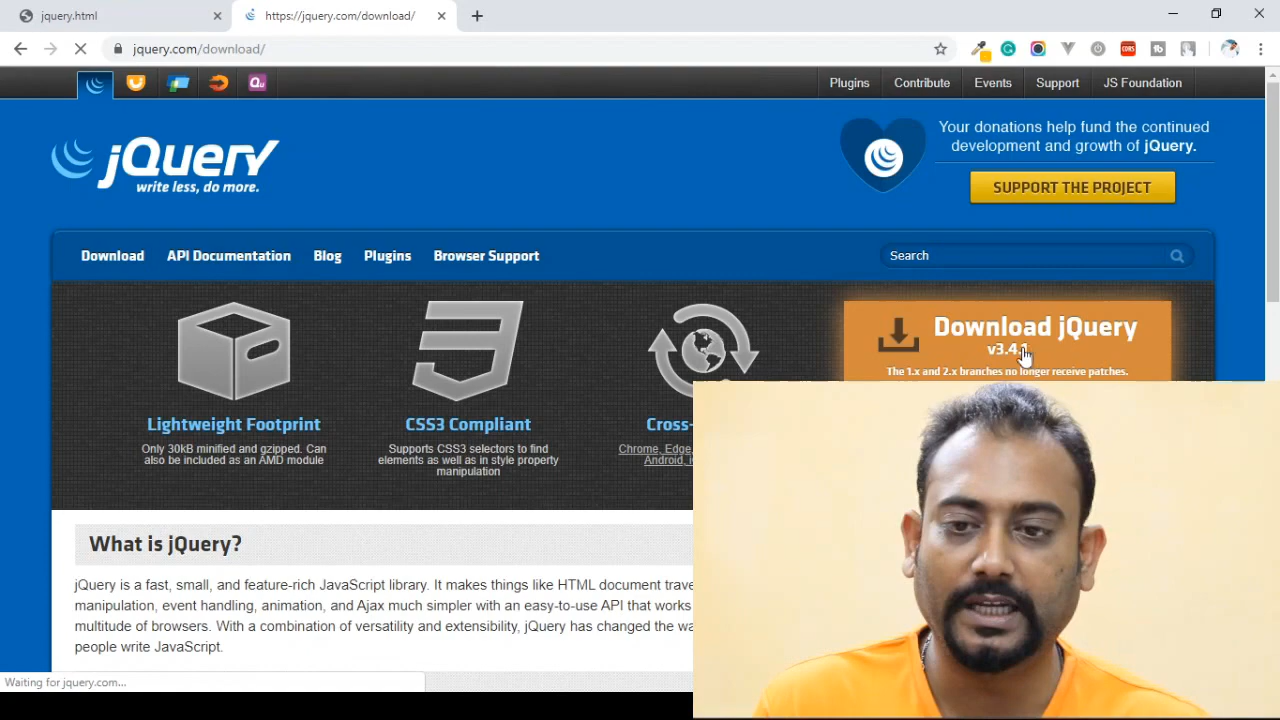 jquery.html
https://jquery.com/download/
jquery.com/download/
CORS
Qu
Plugins
Contribute
Events
Support
JS Foundation
jQuery
write less, do more.
Your donations help fund the continued
development and growth of jQuery.
SUPPORT THE PROJECT
Download
API Documentation
Blog
Plugins
Browser Support
Search
Download jQuery
v3.4.1
The 1.x and 2.x branches no longer receive patches.
Lightweight Footprint
Only 30kB minified and gzipped. Can
also be included as an AMD module
CSS3 Compliant
Supports CSS3 selectors to find
elements as well as in style property
manipulation
Cross-
Chrome, Edge,
Android, i
What is jQuery?
jQuery is a fast, small, and feature-rich JavaScript library. It makes things like HTML document trave
manipulation, event handling, animation, and Ajax much simpler with an easy-to-use API that works
multitude of browsers. With a combination of versatility and extensibility, jQuery has changed the wa
people write JavaScript.
Waiting for jquery.com...